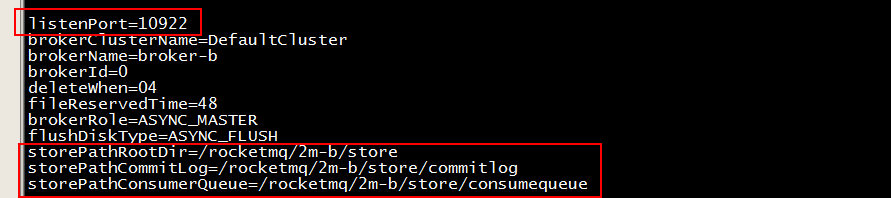 listenPort=10922
brokerClusterName=DefaultCluster
brokerName=broker-b
brokerId=0
deleteWhen=04
fileReservedTime=48
brokerRole=ASYNC_MASTER
flushDiskType=ASYNC_FLUSH
storePathRootDir=/rocketmq/2m-b/store
storePathCommitLog=/rocketmq/2m-b/store/commitlog
storePathConsumerQueue=/rocketmq/2m-b/store/consumequeue